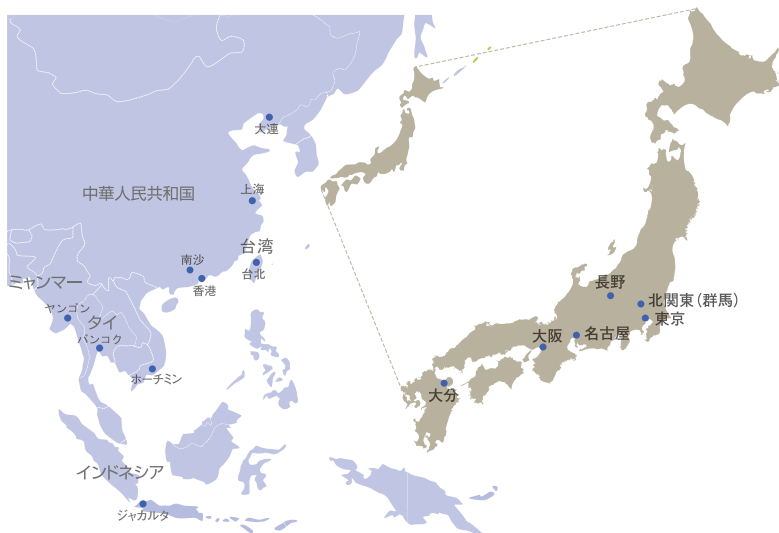 大連
中華人民共和国
上海
台湾
台北
南沙
香港
ミャンマー
ヤンゴン
タイ
バンコク
ホーチミン
インドネシア
ジャカルタ
長野
北関東（群馬）
東京
名古屋
大阪
大分